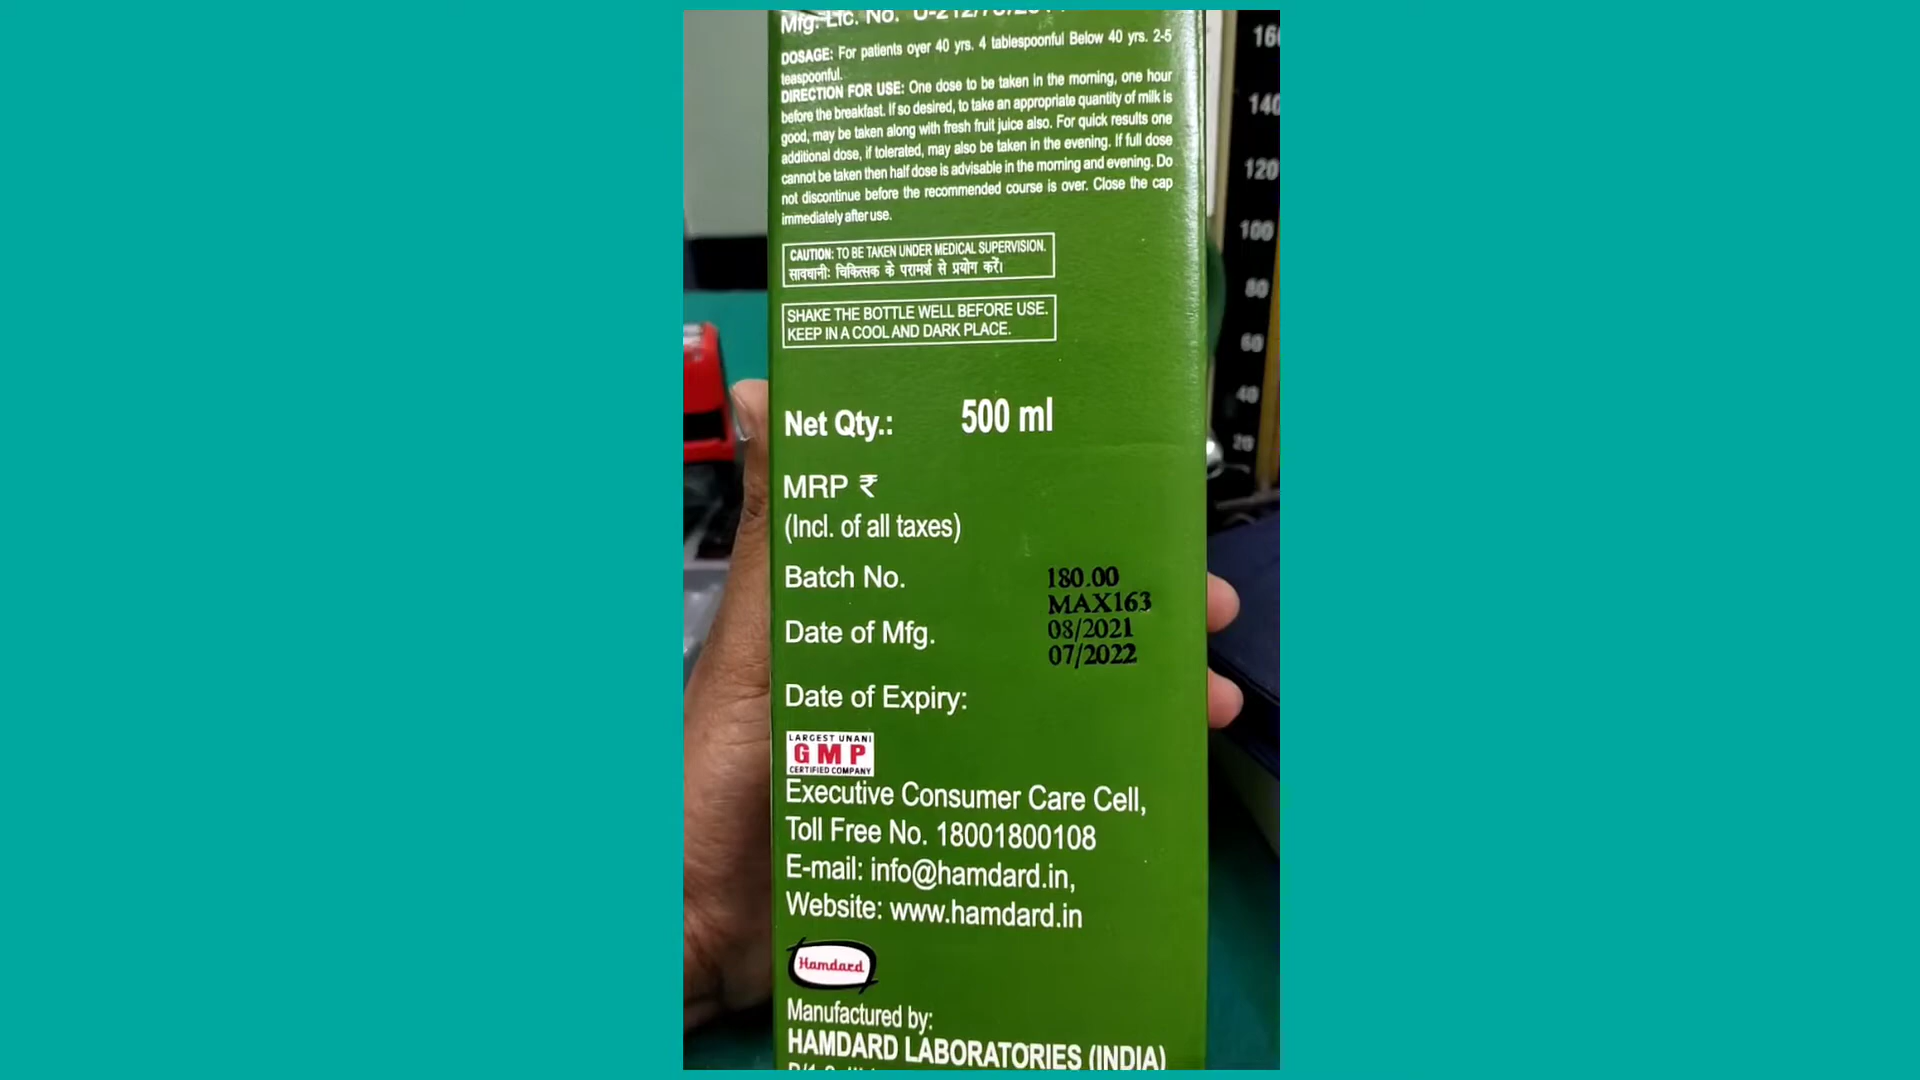 Mfg. Lic. No.
DOSAGE: For patients over 40 yrs. 4 tablespoonful Below 40 yrs. 2-5
teaspoonful.
DIRECTION FOR USE: One dose to be taken in the morning, one hour
before the breakfast. If so desired, to take an appropriate quantity of milk is
good, may be taken along with fresh fruit juice also. For quick results one
additional dose, if tolerated, may also be taken in the evening. If full dose
cannot be taken then half dose is advisable in the morning and evening. Do
not discontinue before the recommended course is over. Close the cap
immediately after use.
CAUTION: TO BE TAKEN UNDER MEDICAL SUPERVISION.
सावधानी: चिकित्सक के परामर्श से प्रयोग करें।
SHAKE THE BOTTLE WELL BEFORE USE.
KEEP IN A COOL AND DARK PLACE.
Net Qty.: 500 ml
MRP ₹
(Incl. of all taxes)
Batch No. 180.00
MAX163
Date of Mfg. 08/2021
07/2022
Date of Expiry:
LARGEST UNANI
GMP
CERTIFIED COMPANY
Executive Consumer Care Cell,
Toll Free No. 18001800108
E-mail: info@hamdard.in,
Website: www.hamdard.in
Hamdard
Manufactured by:
HAMDARD LABORATORIES (INDIA)
160
140
120
100
80
60
40
20